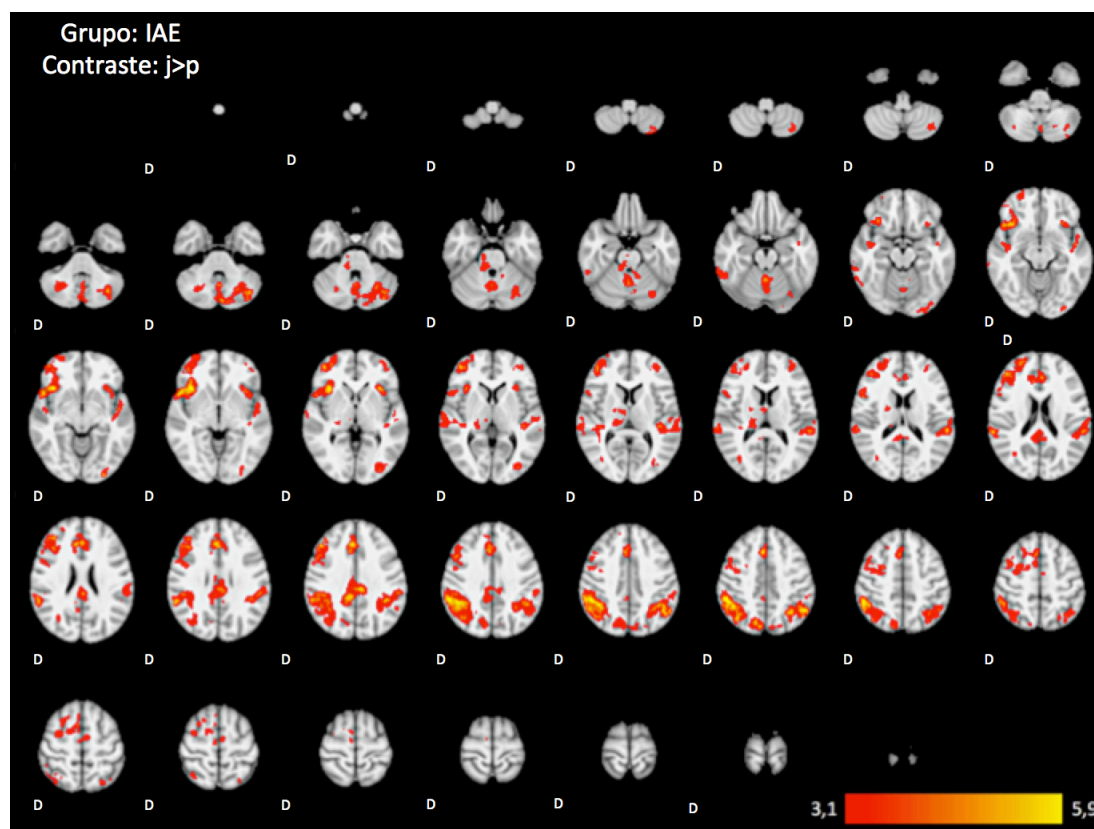 Grupo: IAE
Contraste: j>p
D D D D D D D
D D D D D D D D
D
D D D D D D D D
D D D D D D D D
D D D D D D
3,1 5,9